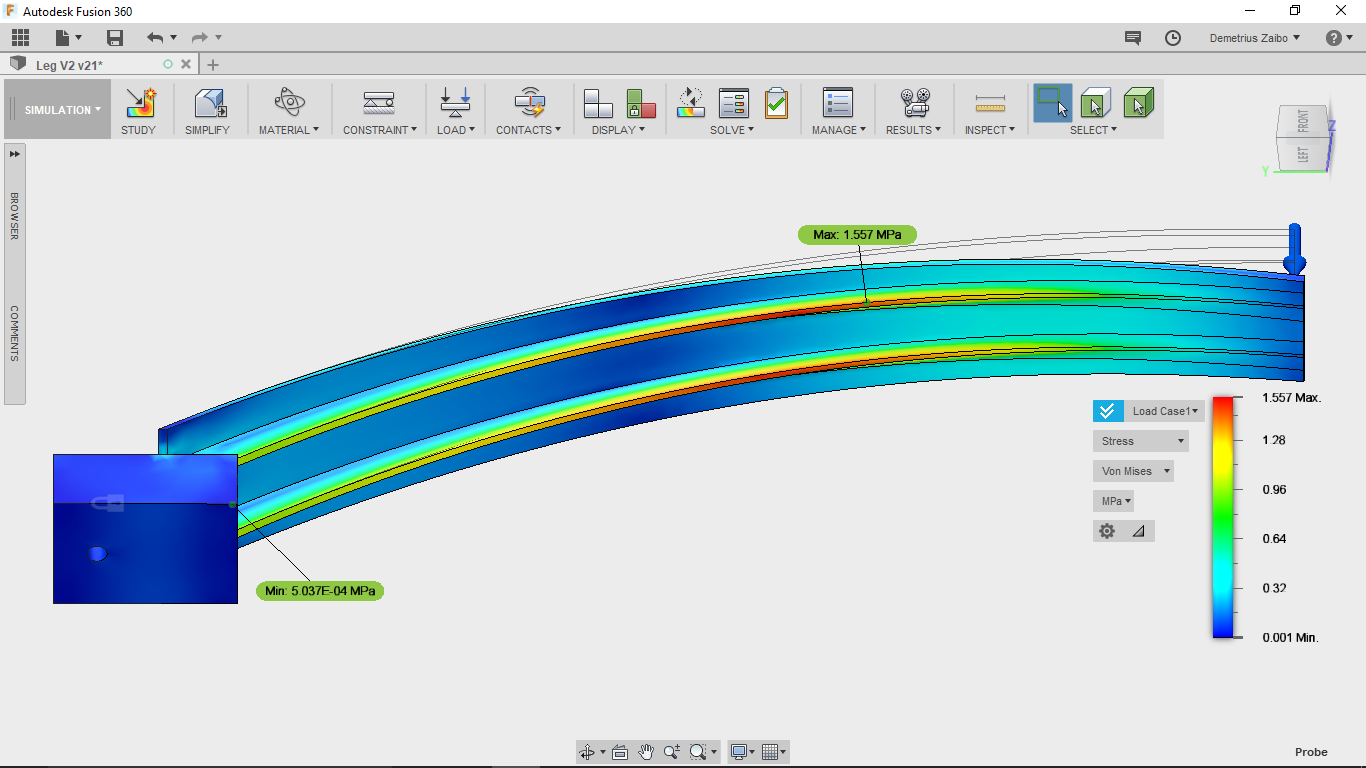 Autodesk Fusion 360
Demetrius Zaibo
Leg V2 v21*
SIMULATION
STUDY
SIMPLIFY
MATERIAL
CONSTRAINT
LOAD
CONTACTS
DISPLAY
SOLVE
MANAGE
RESULTS
INSPECT
SELECT
FRONT
LEFT
Z
Y
BROWSER
COMMENTS
Max: 1.557 MPa
Min: 5.037E-04 MPa
Load Case1
Stress
Von Mises
MPa
1.557 Max.
1.28
0.96
0.64
0.32
0.001 Min.
Probe